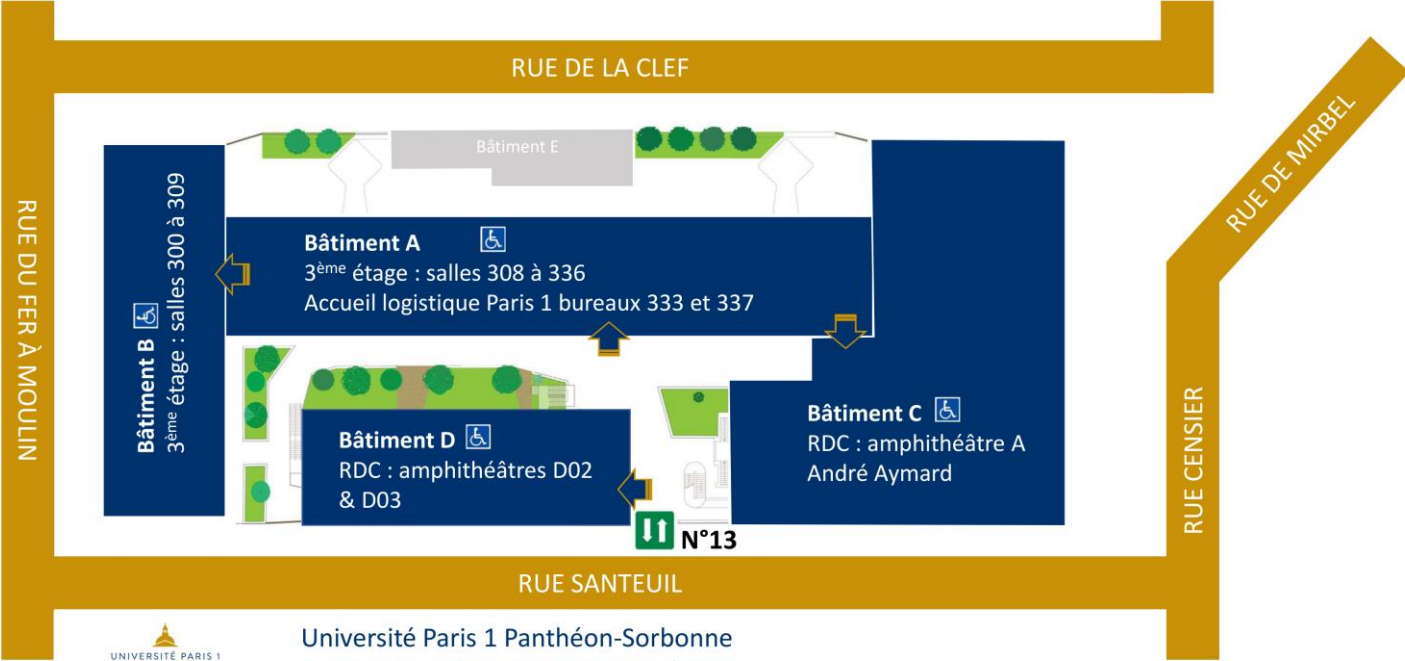 RUE DE LA CLEF
RUE DE MIRBEL
Bâtiment E
RUE DU FER À MOULIN
Bâtiment B
3ème étage : salles 300 à 309
Bâtiment A
3ème étage : salles 308 à 336
Accueil logistique Paris 1 bureaux 333 et 337
Bâtiment D
RDC : amphithéâtres D02
& D03
Bâtiment C
RDC : amphithéâtre A
André Aymard
RUE CENSIER
N°13
RUE SANTEUIL
UNIVERSITÉ PARIS 1
Université Paris 1 Panthéon-Sorbonne